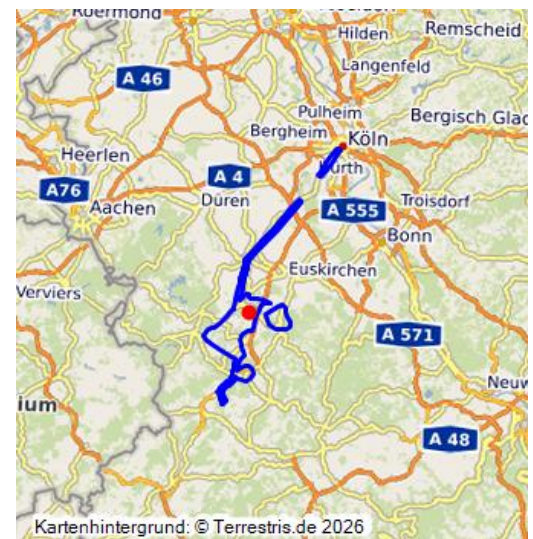 Roermond
Hilden
Remscheid
Langenfeld
A 46
Pulheim
Bergisch Glad
Bergheim
Köln
Heerlen
A 4
A76
Düren
Troisdorf
Aachen
A 555
Bonn
Euskirchen
Verviers
A 571
Neuw
ium
A 48
Kartenhintergrund: © Terrestris.de 2026